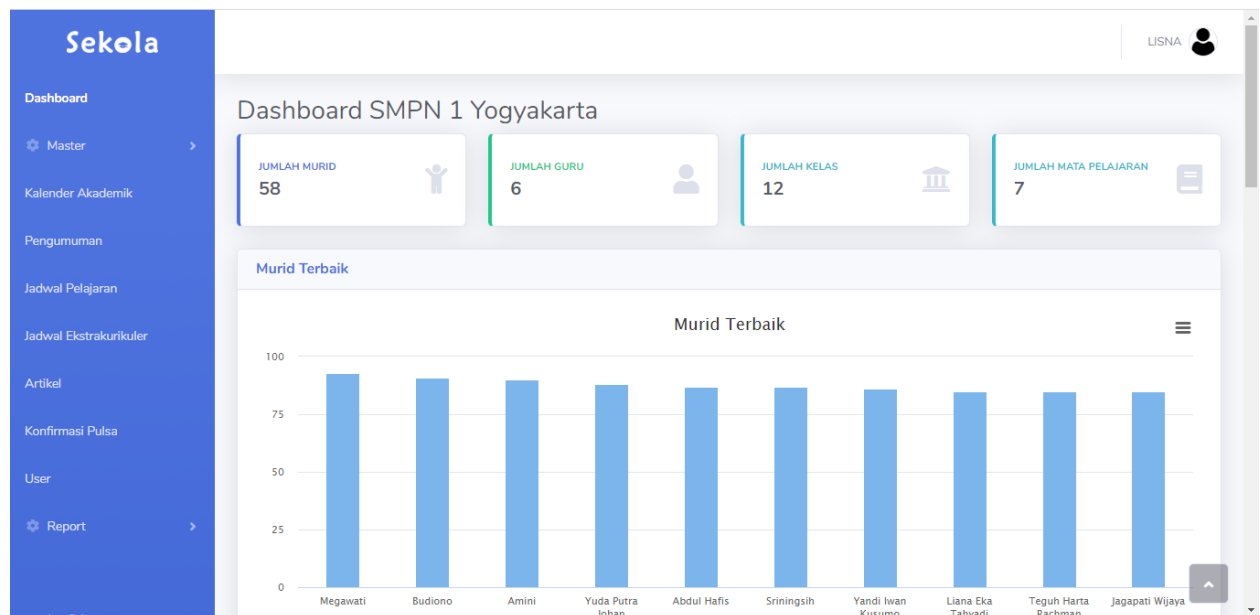 Sekola
LISNA
Dashboard
Master
Kalender Akademik
Pengumuman
Jadwal Pelajaran
Jadwal Ekstrakurikuler
Artikel
Konfirmasi Pulsa
User
Report
Dashboard SMPN 1 Yogyakarta
JUMLAH MURID
58
JUMLAH GURU
6
JUMLAH KELAS
12
JUMLAH MATA PELAJARAN
7
Murid Terbaik
Murid Terbaik
100
75
50
25
0
Megawati
Budiono
Amini
Yuda Putra
Johan
Abdul Hafis
Sriningsih
Yandi Iwan
Kusumo
Liana Eka
Teguh Harta
Rachman
Jagapati Wijaya